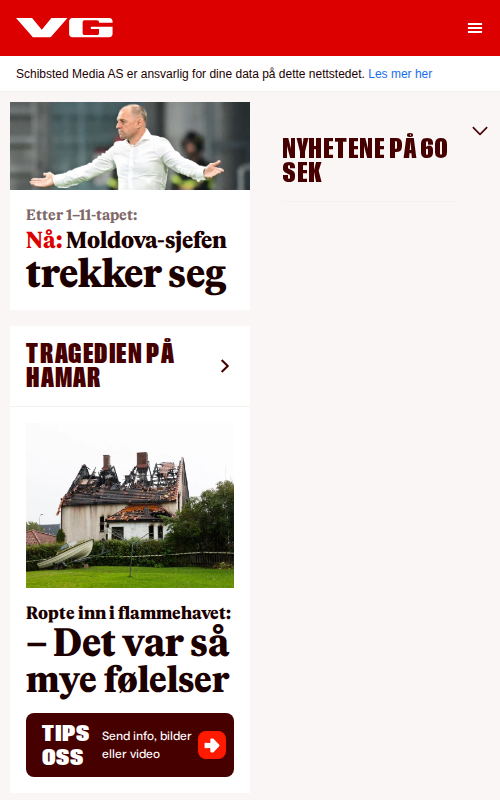 VG
Schibsted Media AS er ansvarlig for dine data på dette nettstedet. Les mer her
Etter 1–11-tapet:
Nå: Moldova-sjefen
trekker seg
NYHETENE PÅ 60
SEK
TRAGEDIEN PÅ
HAMAR
Ropte inn i flammehavet:
– Det var så
mye følelser
TIPS
OSS
Send info, bilder
eller video